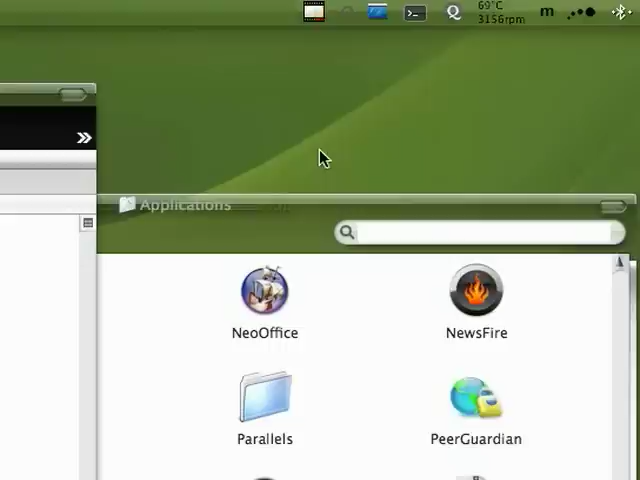 69°C
3156rpm
m
Applications
NeoOffice
NewsFire
Parallels
PeerGuardian